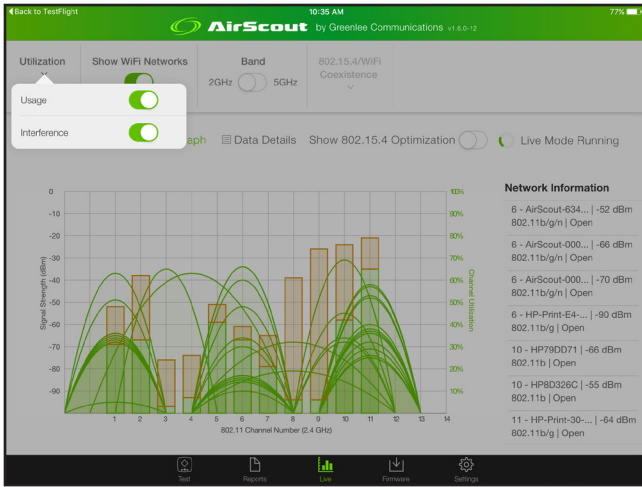 Back to TestFlight
10:35 AM
77%
AirScout by Greenlee Communications v1.6.0-12
Utilization
Show WiFi Networks
Band
2GHz
5GHz
802.15.4/WiFi
Coexistence
Usage
Interference
aph
Data Details
Show 802.15.4 Optimization
Live Mode Running
0
-10
-20
-30
-40
-50
-60
-70
-80
-90
Signal Strength (dBm)
100%
90%
80%
70%
60%
50%
40%
30%
20%
10%
Channel Utilization
1 2 3 4 5 6 7 8 9 10 11 12 13 14
802.11 Channel Number (2.4 GHz)
Network Information
6 - AirScout-634... | -52 dBm
802.11b/g/n | Open
6 - AirScout-000... | -66 dBm
802.11b/g/n | Open
6 - AirScout-000... | -70 dBm
802.11b/g/n | Open
6 - HP-Print-E4-... | -90 dBm
802.11b/g | Open
10 - HP79DD71 | -66 dBm
802.11b | Open
10 - HP8D326C | -55 dBm
802.11b | Open
11 - HP-Print-30-... | -64 dBm
802.11b/g | Open
Test
Reports
Live
Firmware
Settings